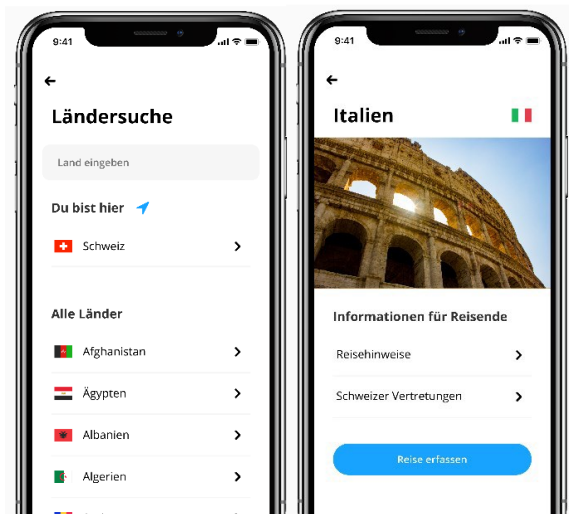 9:41
Ländersuche
Land eingeben
Du bist hier
Schweiz
Alle Länder
Afghanistan
Ägypten
Albanien
Algerien
9:41
Italien
Informationen für Reisende
Reisehinweise
Schweizer Vertretungen
Reise erfassen